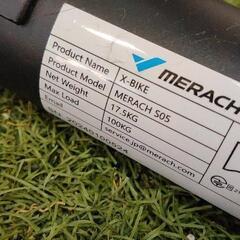 MERACH
Product Name X-BIKE
Product Model MERACH S05
Net Weight 17.5KG
Max Load 100KG
Email service@merach.com